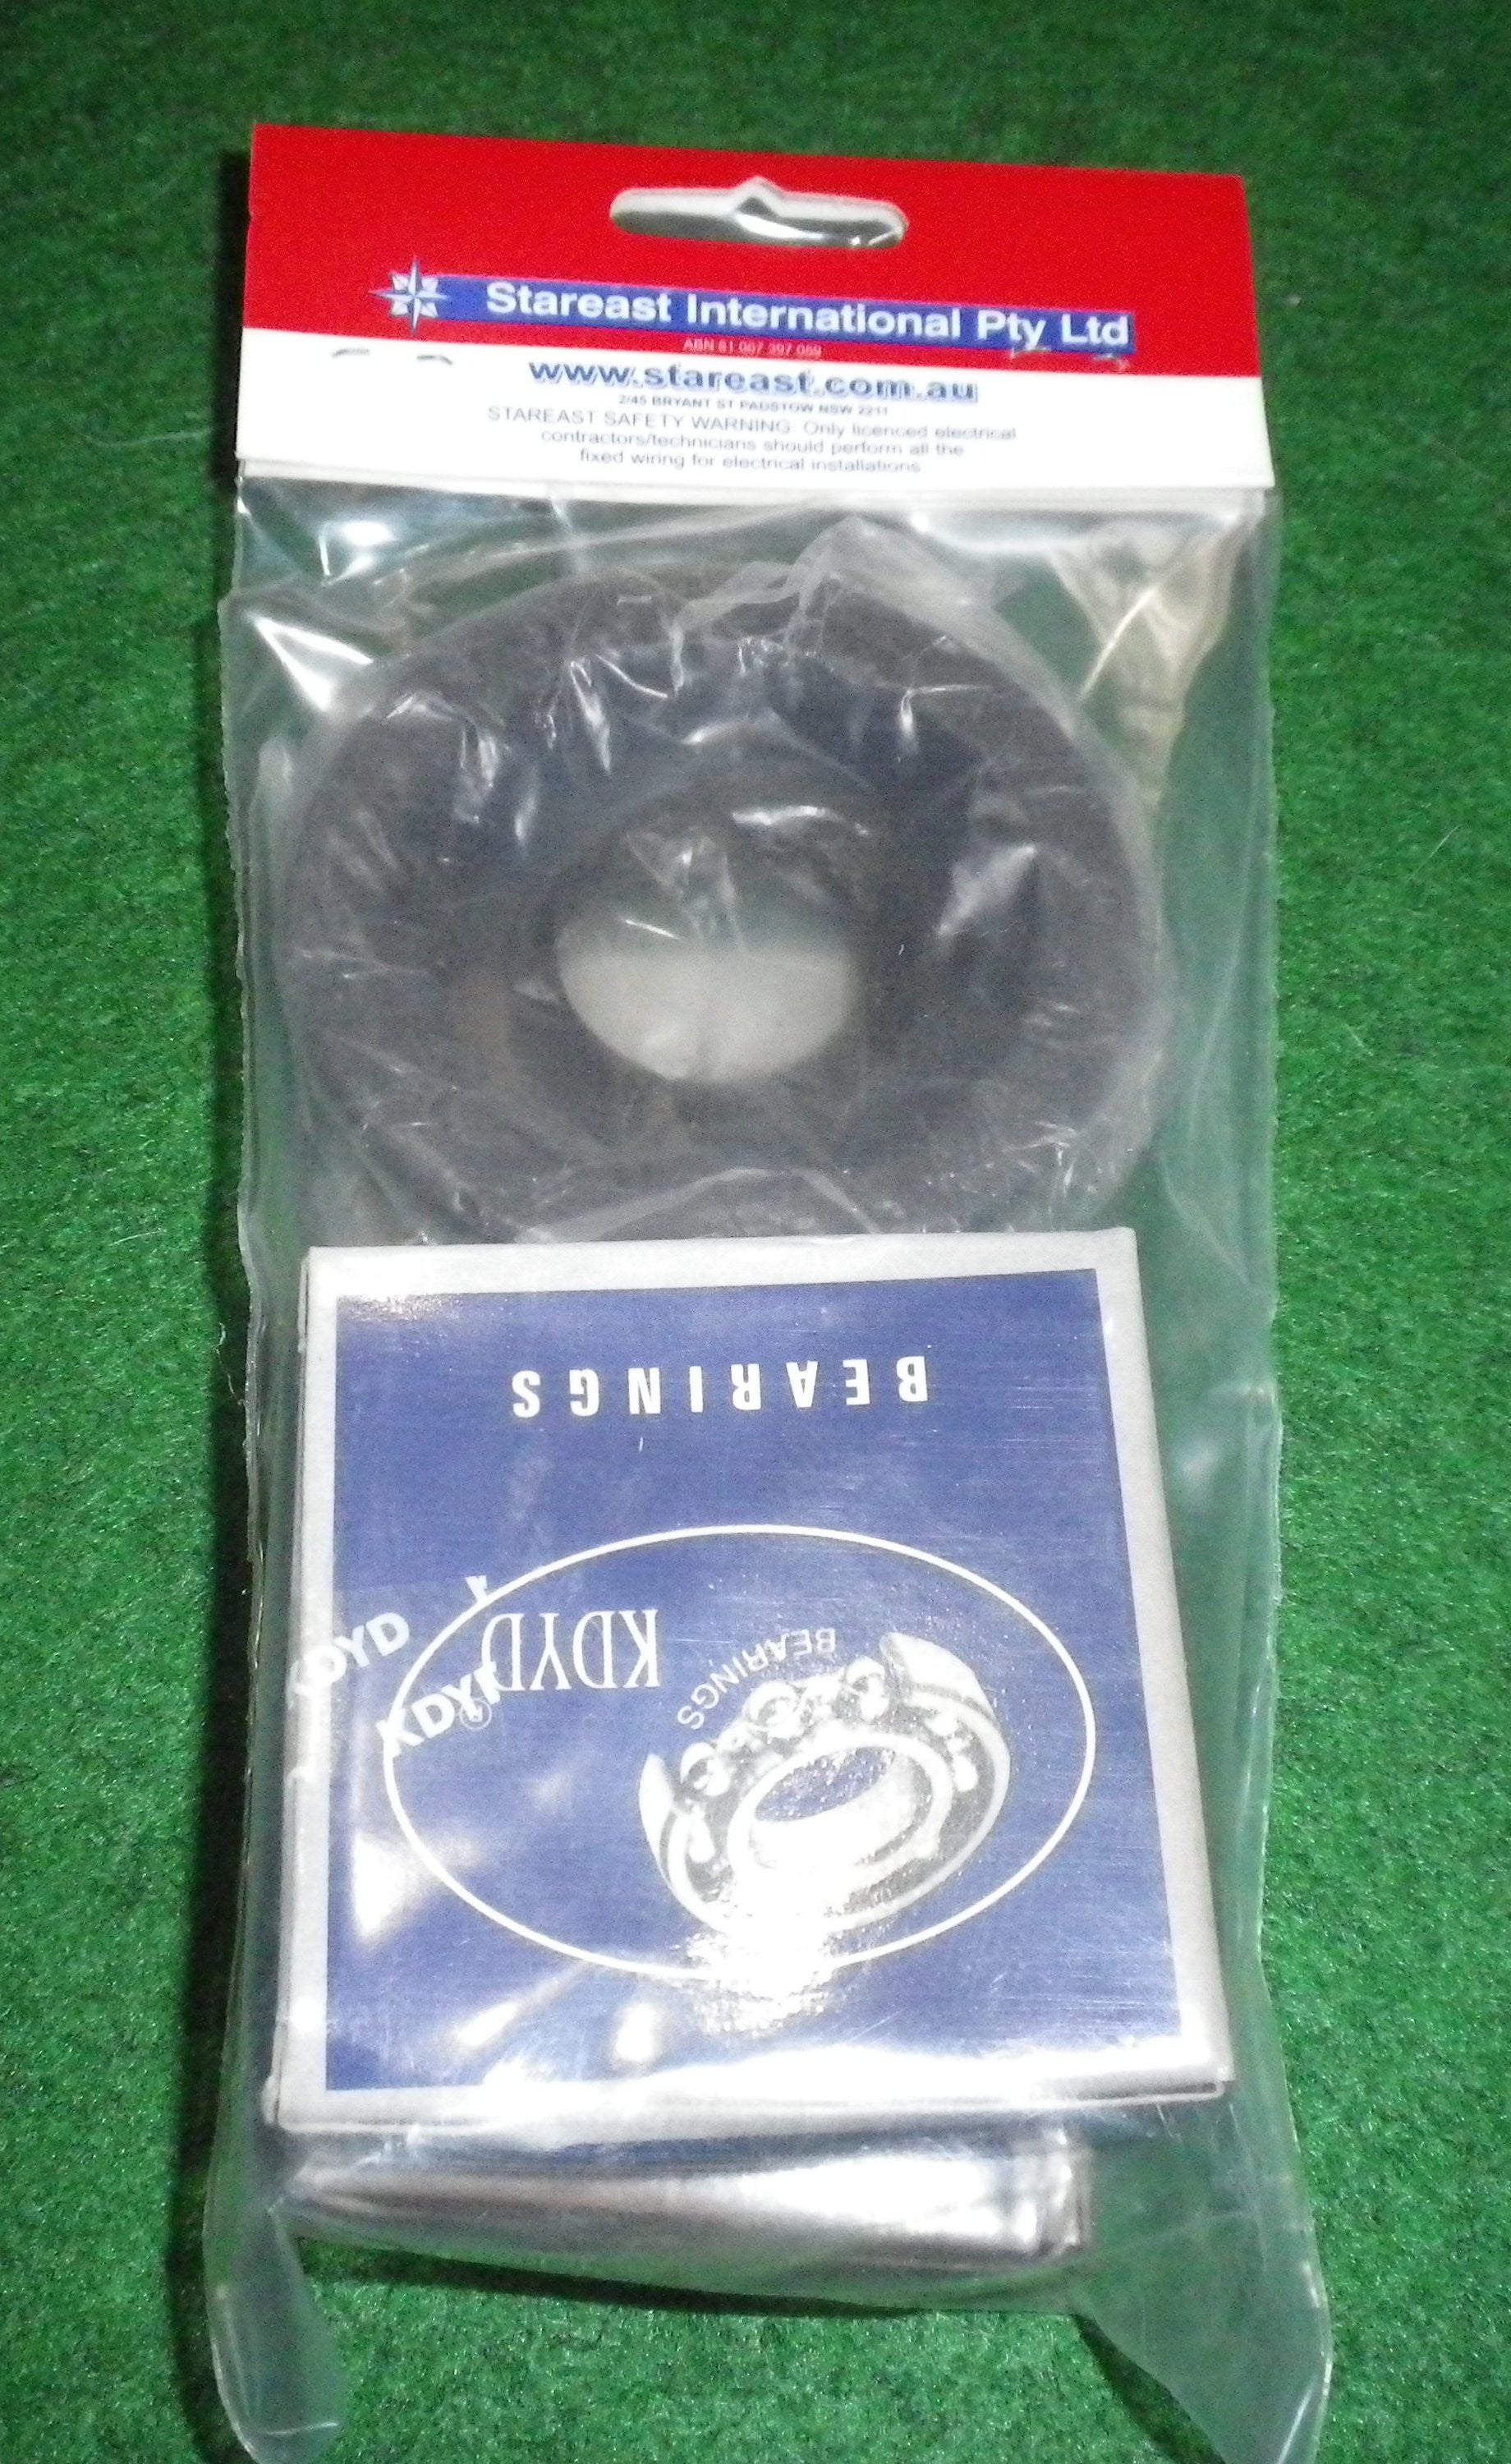 Stareast International Pty Ltd
ABN 61 067 397 059
www.stareast.com.au
2/45 BRYANT ST PADSTOW NSW 2211
STAREAST SAFETY WARNING: Only licenced electrical
contractors/technicians should perform all the
fixed wiring for electrical installations
BEARINGS
KDYD
BEARINGS
KDYD